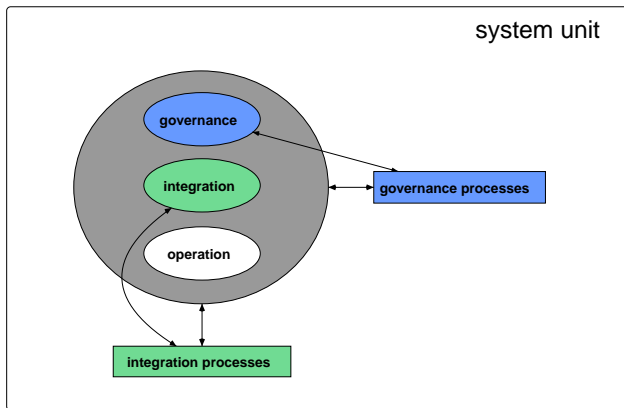 system unit
governance
integration
governance processes
operation
integration processes